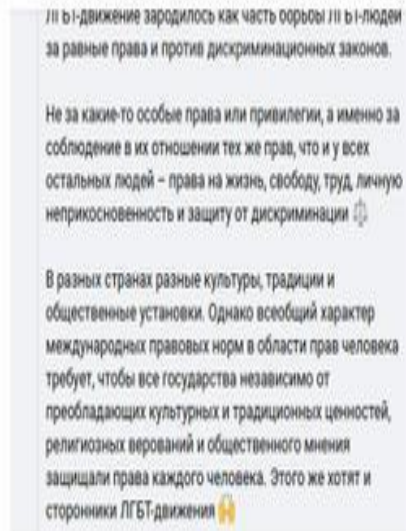 ЛГБТ-движение зародилось как часть борьбы ЛГБТ-людей
за равные права и против дискриминационных законов.
Не за какие-то особые права или привилегии, а именно за
соблюдение в их отношении тех же прав, что и у всех
остальных людей – права на жизнь, свободу, труд, личную
неприкосновенность и защиту от дискриминации ⚖️
В разных странах разные культуры, традиции и
общественные установки. Однако всеобщий характер
международных правовых норм в области прав человека
требует, чтобы все государства независимо от
преобладающих культурных и традиционных ценностей,
религиозных верований и общественного мнения
защищали права каждого человека. Этого же хотят и
сторонники ЛГБТ-движения